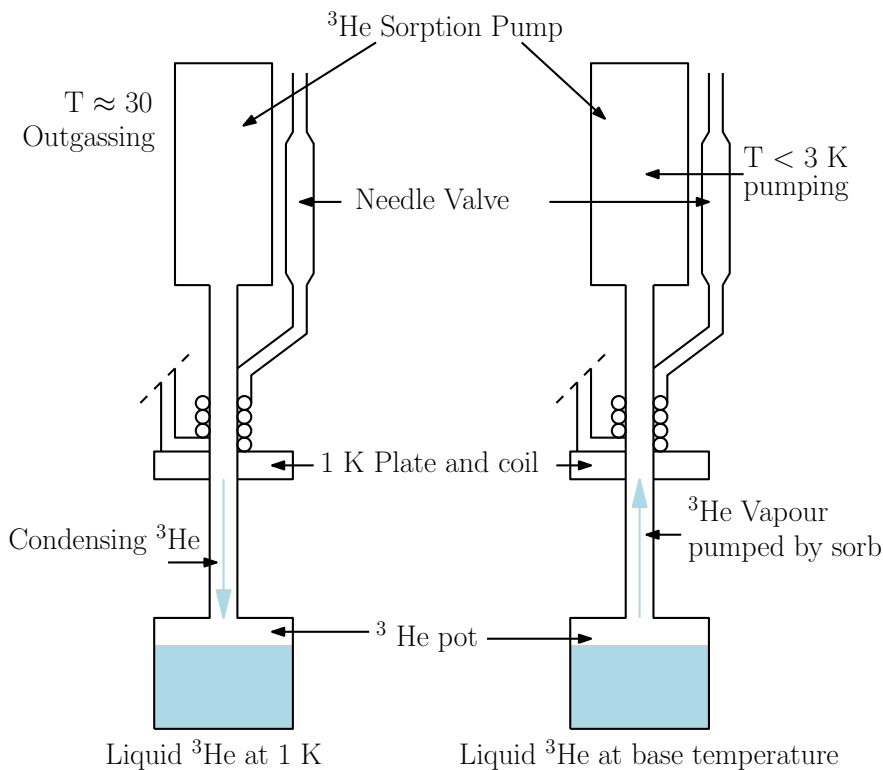 ³He Sorption Pump
T ≈ 30
Outgassing
T < 3 K
pumping
Needle Valve
1 K Plate and coil
Condensing ³He
³He Vapour
pumped by sorb
³ He pot
Liquid ³He at 1 K
Liquid ³He at base temperature